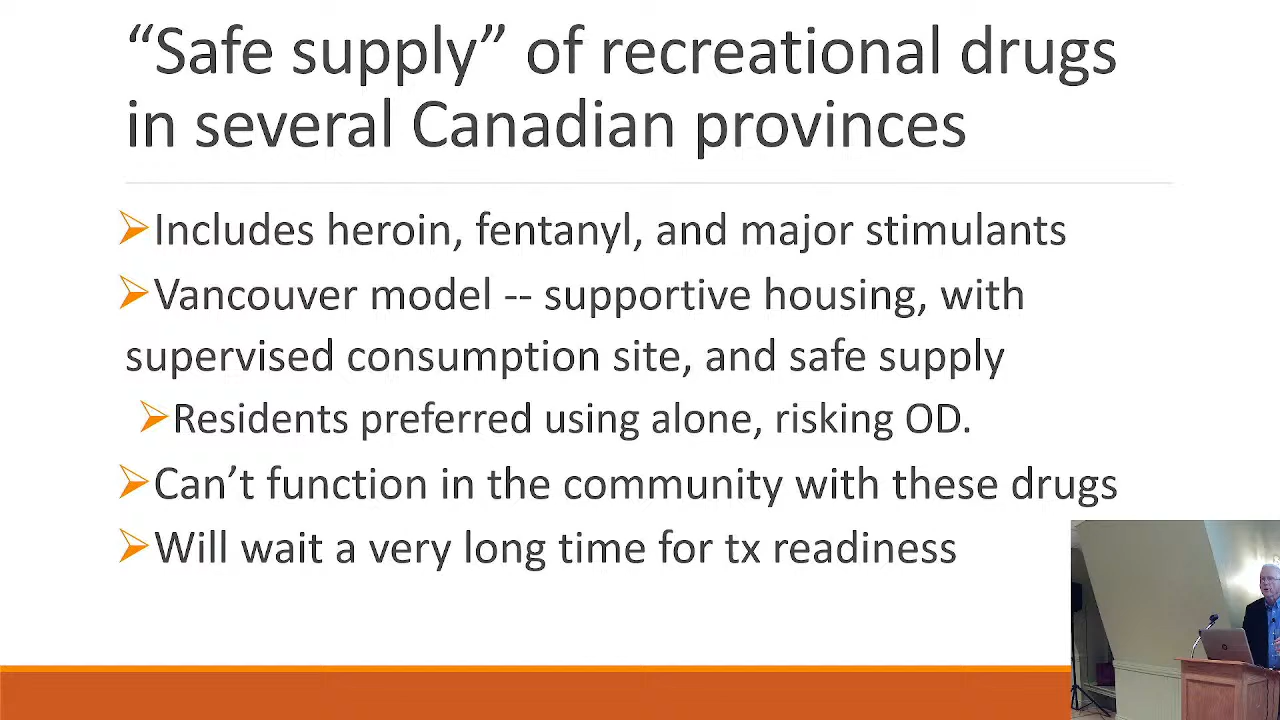 “Safe supply” of recreational drugs
in several Canadian provinces
Includes heroin, fentanyl, and major stimulants
Vancouver model -- supportive housing, with
supervised consumption site, and safe supply
Residents preferred using alone, risking OD.
Can’t function in the community with these drugs
Will wait a very long time for tx readiness